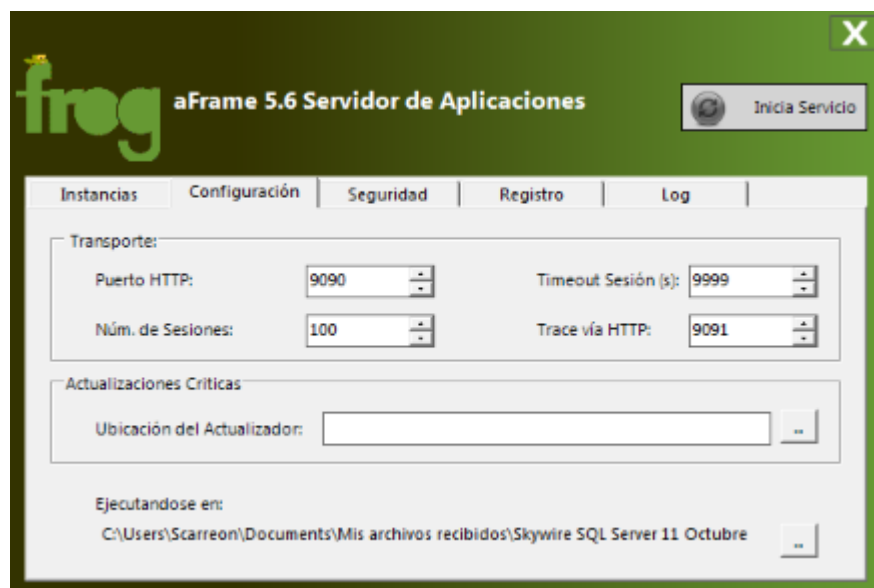 X
frog
aFrame 5.6 Servidor de Aplicaciones
Inicia Servicio
Instancias Configuración Seguridad Registro Log
Transporte:
Puerto HTTP: 9090 Timeout Sesión (s): 9999
Núm. de Sesiones: 100 Trace vía HTTP: 9091
Actualizaciones Criticas
Ubicación del Actualizador: ..
Ejecutandose en:
C:\Users\Scarreon\Documents\Mis archivos recibidos\Skywire SQL Server 11 Octubre ..